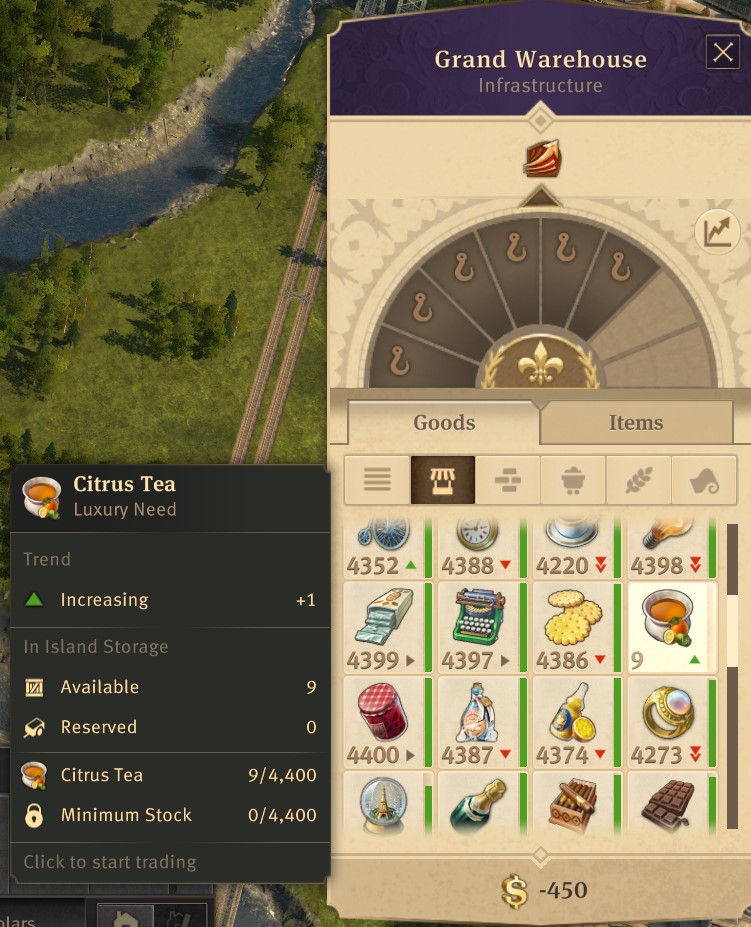 Grand Warehouse
Infrastructure
Goods
Items
4352
4388
4220
4398
4399
4397
4386
9
4400
4387
4374
4273
$ -450
Citrus Tea
Luxury Need
Trend
Increasing +1
In Island Storage
Available 9
Reserved 0
Citrus Tea 9/4,400
Minimum Stock 0/4,400
Click to start trading
olars